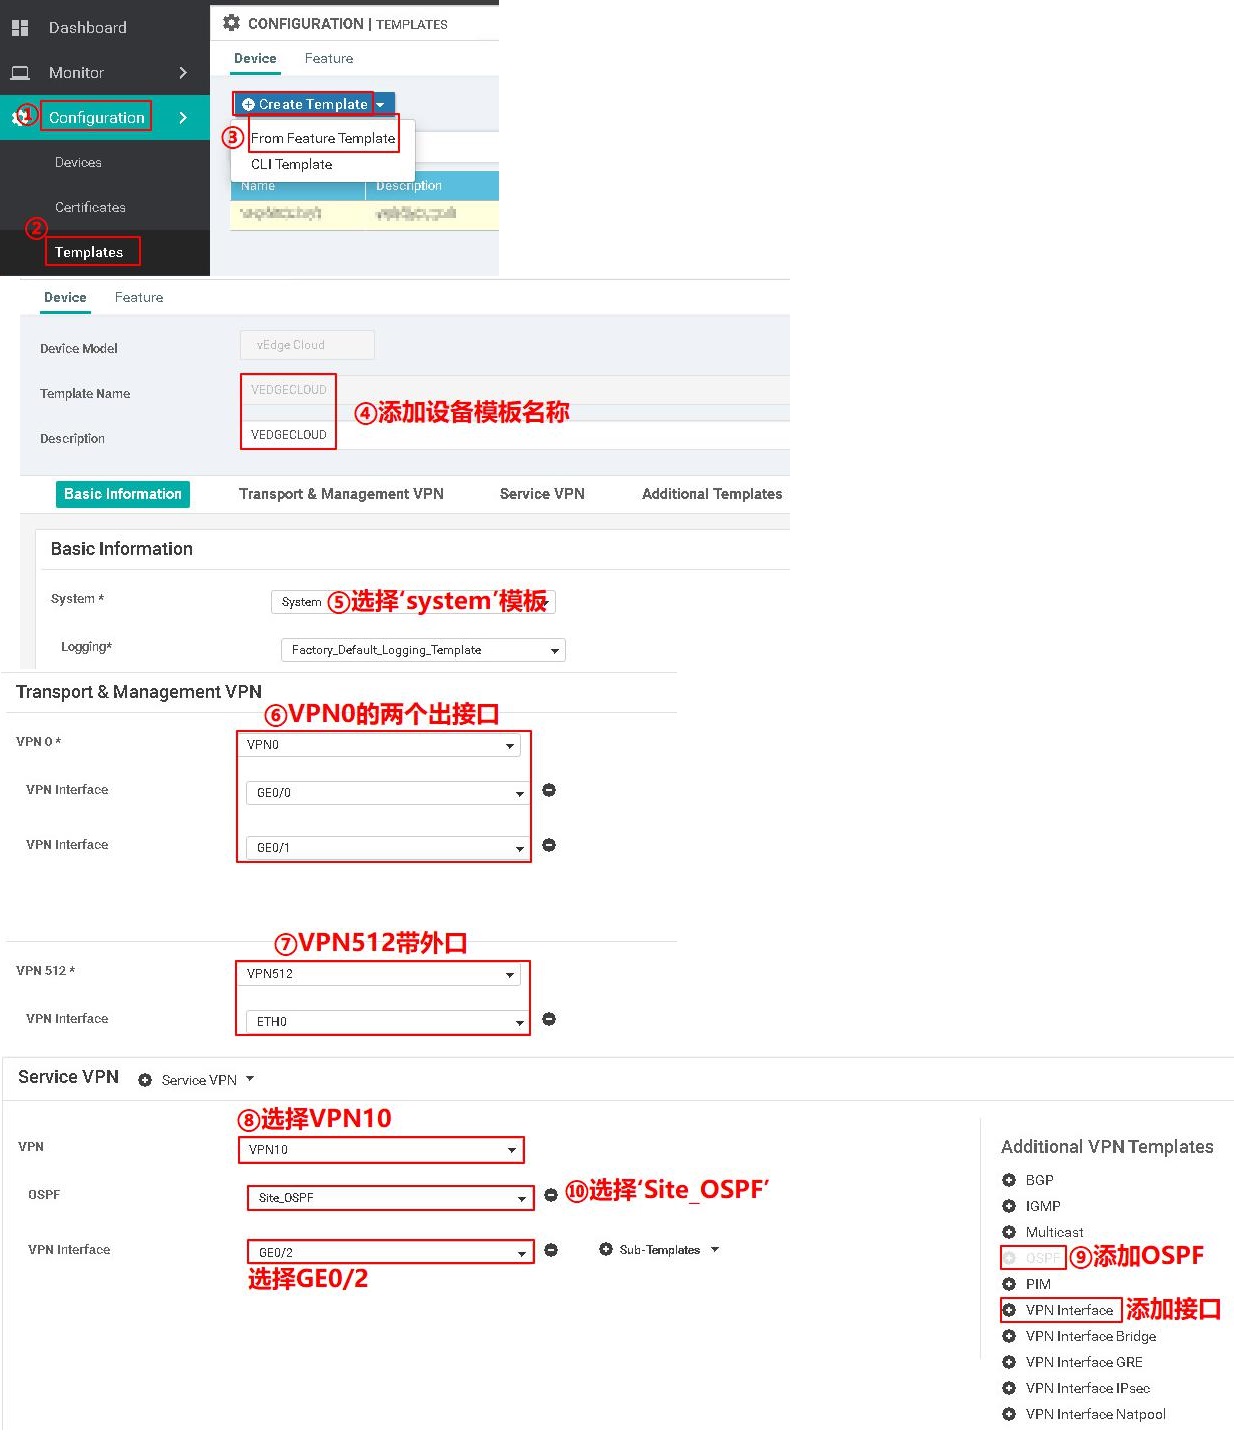 Dashboard
Monitor
① Configuration
Devices
Certificates
②
Templates
CONFIGURATION | TEMPLATES
Device Feature
Create Template
③ From Feature Template
CLI Template
Name Description
Device Feature
Device Model vEdge Cloud
Template Name VEDGECLOUD
④添加设备模板名称
Description VEDGECLOUD
Basic Information Transport & Management VPN Service VPN Additional Templates
Basic Information
System * System ⑤选择‘system’模板
Logging* Factory_Default_Logging_Template
Transport & Management VPN
⑥VPN0的两个出接口
VPN 0 * VPN0
VPN Interface GE0/0
VPN Interface GE0/1
⑦VPN512带外口
VPN 512 * VPN512
VPN Interface ETH0
Service VPN Service VPN
⑧选择VPN10
VPN VPN10
OSPF Site_OSPF ⑩选择‘Site_OSPF’
VPN Interface GE0/2 Sub-Templates
选择GE0/2
Additional VPN Templates
BGP
IGMP
Multicast
OSPF ⑨添加OSPF
PIM
VPN Interface 添加接口
VPN Interface Bridge
VPN Interface GRE
VPN Interface IPsec
VPN Interface Natpool